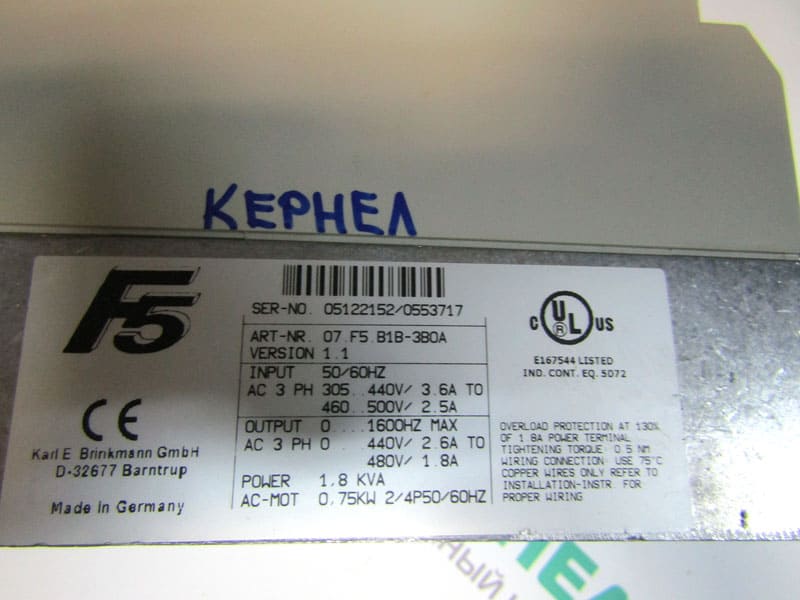 КЕРНЕЛ
F5
SER-NO. 05122152/0553717
ART-NR. 07.F5.B1B-3B0A
VERSION 1.1
INPUT 50/60HZ
AC 3 PH 305..440V/ 3.6A TO
460..500V/ 2.5A
OUTPUT 0....1600HZ MAX
AC 3 PH 0 ...440V/ 2.6A TO
480V/ 1.8A
POWER 1,8 KVA
AC-MOT 0,75KW 2/4P50/60HZ
CE
Karl E. Brinkmann GmbH
D-32677 Barntrup
Made in Germany
C UL® US
E167544 LISTED
IND. CONT. EQ. 5072
OVERLOAD PROTECTION AT 130%
OF 1.8A POWER TERMINAL
TIGHTENING TORQUE: 0.5 NM
WIRING CONNECTION: USE 75°C
COPPER WIRES ONLY REFER TO
INSTALLATION-INSTR. FOR
PROPER WIRING